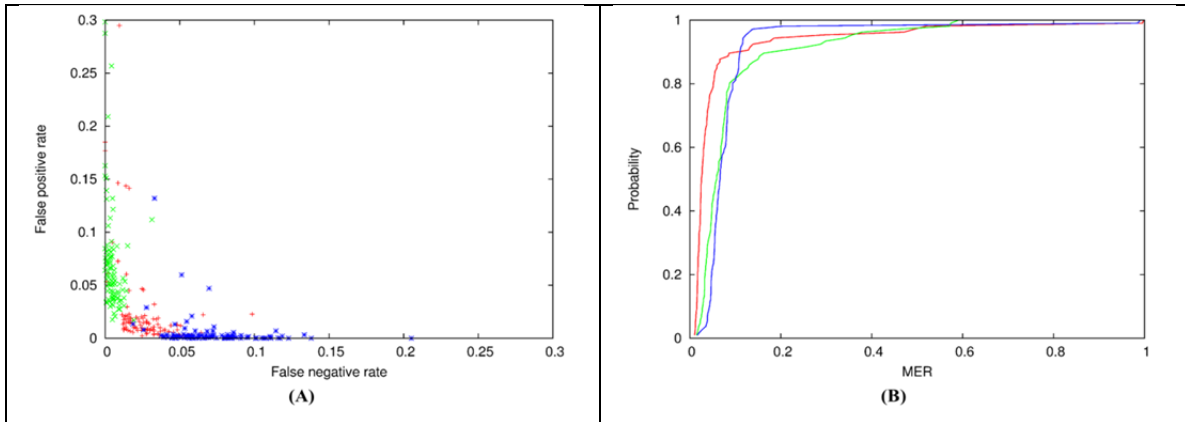 0.3
0.25
0.2
0.15
0.1
0.05
0
False positive rate
0 0.05 0.1 0.15 0.2 0.25 0.3
False negative rate
(A)
1
0.8
0.6
0.4
0.2
0
Probability
0 0.2 0.4 0.6 0.8 1
MER
(B)